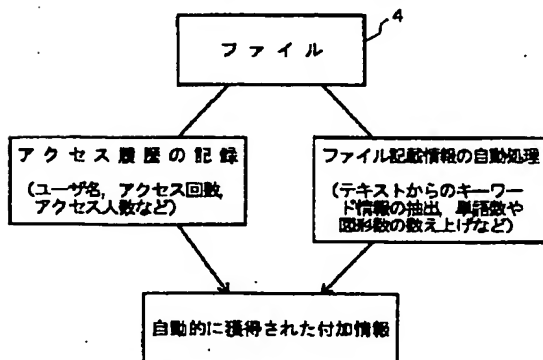 4
ファイル
アクセス履歴の記録
(ユーザ名, アクセス回数,
アクセス人数など)
ファイル記載情報の自動処理
(テキストからのキーワー
ド情報の抽出, 単語数や
図形数の数え上げなど)
自動的に獲得された付加情報